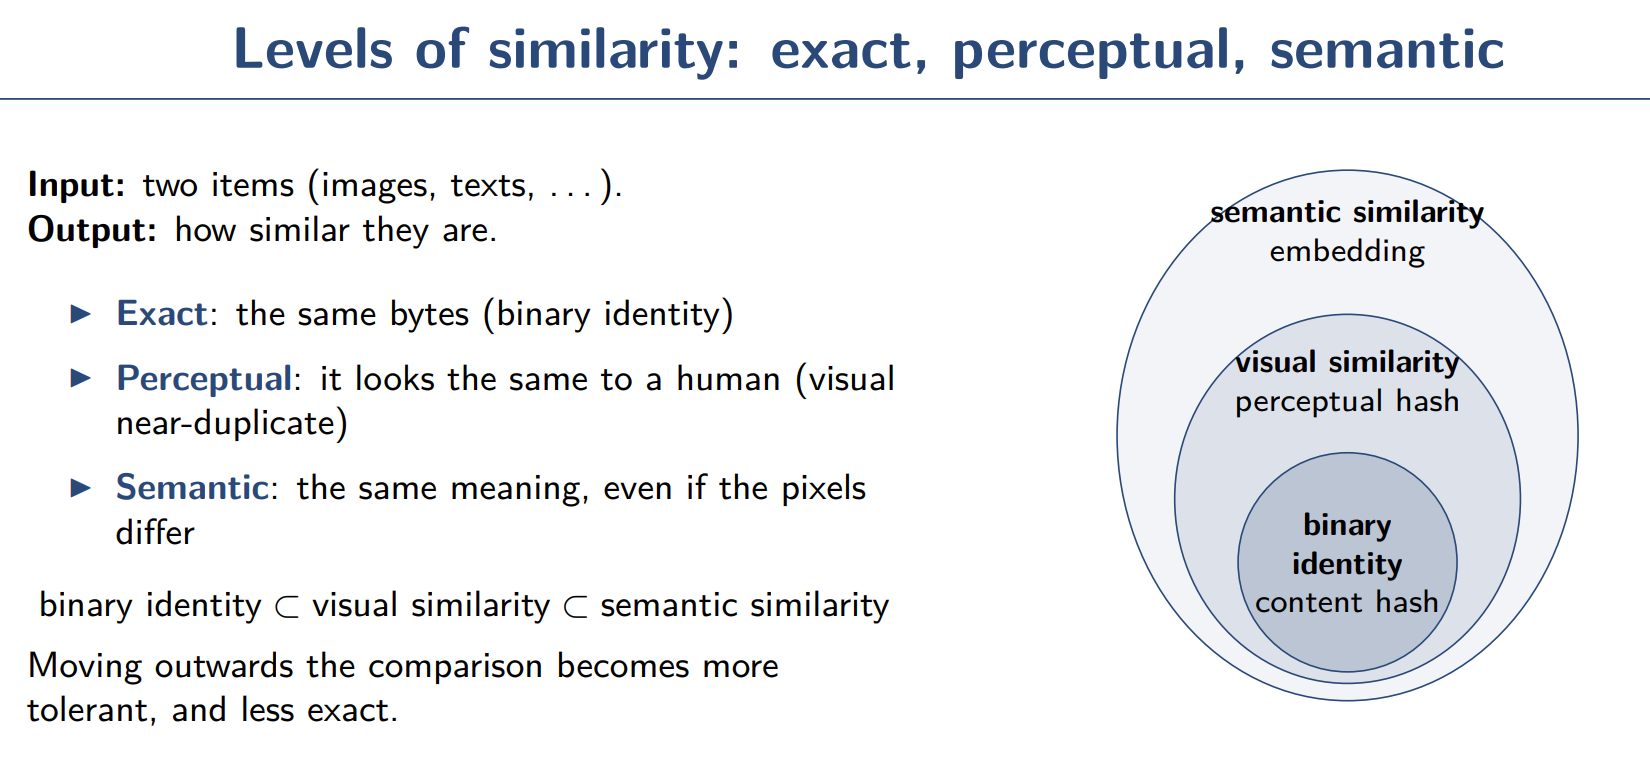 Levels of similarity: exact, perceptual, semantic
Input: two items (images, texts, ...).
Output: how similar they are.
▶ Exact: the same bytes (binary identity)
▶ Perceptual: it looks the same to a human (visual
near-duplicate)
▶ Semantic: the same meaning, even if the pixels
differ
binary identity ⊂ visual similarity ⊂ semantic similarity
Moving outwards the comparison becomes more
tolerant, and less exact.
semantic similarity
embedding
visual similarity
perceptual hash
binary
identity
content hash